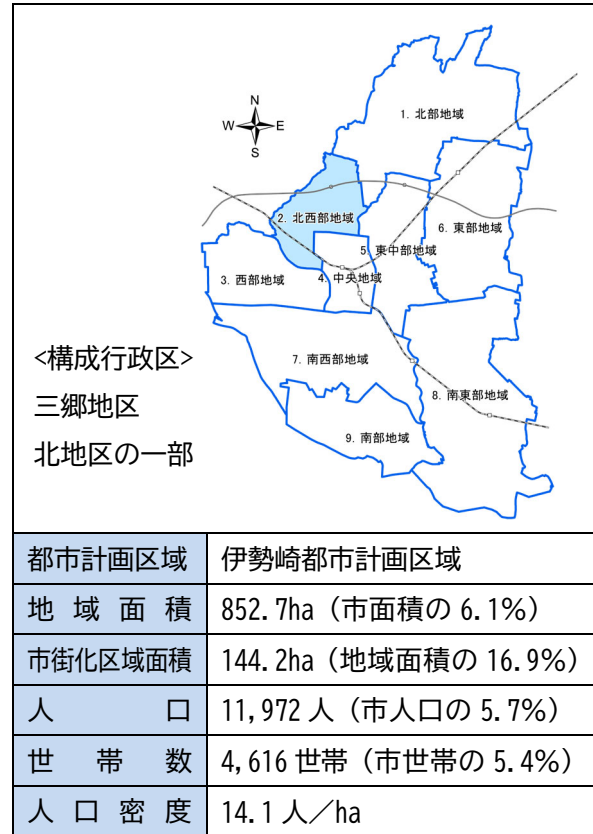 N
W E
S
1. 北部地域
2. 北西部地域
6. 東部地域
5. 東中部地域
3. 西部地域
4. 中央地域
7. 南西部地域
8. 南東部地域
9. 南部地域
<構成行政区>
三郷地区
北地区の一部
都市計画区域 伊勢崎都市計画区域
地域面積 852.7ha（市面積の 6.1%）
市街化区域面積 144.2ha（地域面積の 16.9%）
人口 11,972 人（市人口の 5.7%）
世帯数 4,616 世帯（市世帯の 5.4%）
人口密度 14.1 人／ha